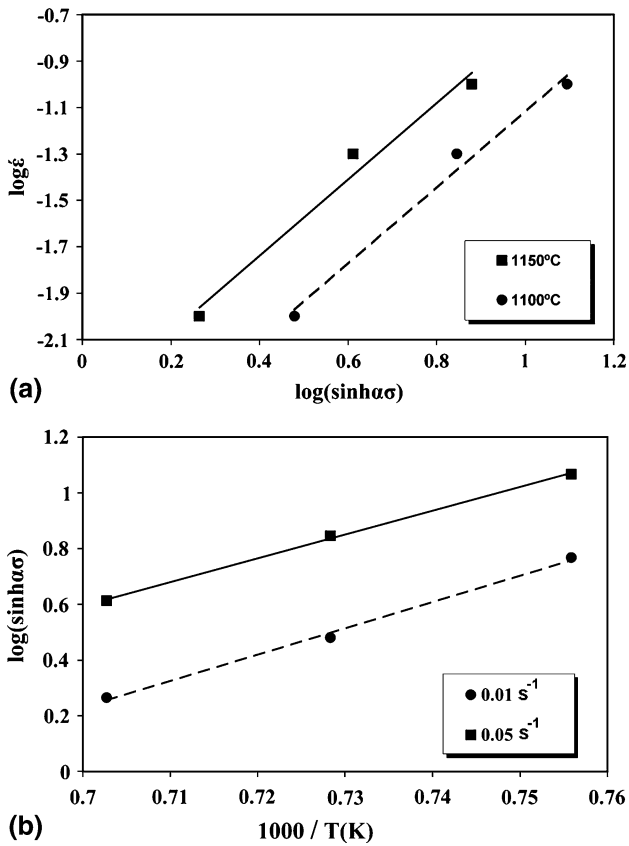 -0.7
-0.9
-1.1
-1.3
-1.5
-1.7
-1.9
-2.1
logέ
1150ºC
1100ºC
0 0.2 0.4 0.6 0.8 1 1.2
(a) log(sinhασ)
1.2
1
0.8
0.6
0.4
0.2
0
log(sinhασ)
0.01 s⁻¹
0.05 s⁻¹
0.7 0.71 0.72 0.73 0.74 0.75 0.76
(b) 1000 / T(K)